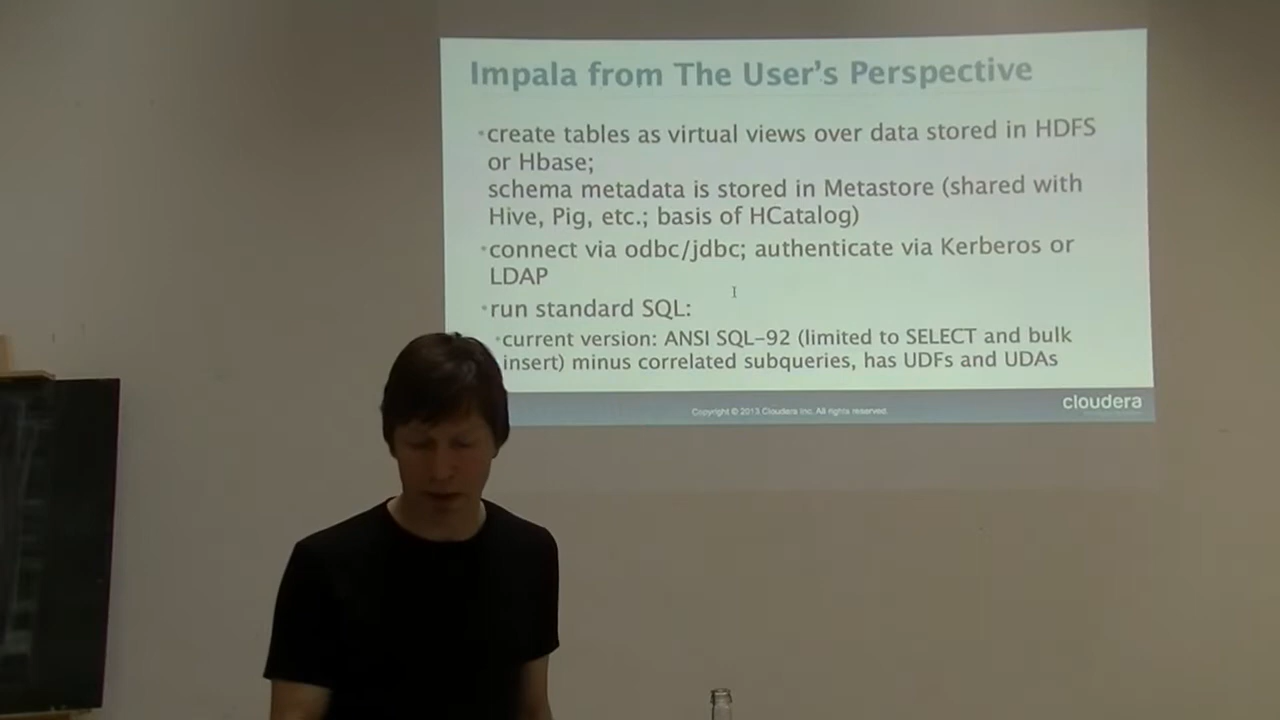 Impala from The User's Perspective
•create tables as virtual views over data stored in HDFS
or Hbase;
schema metadata is stored in Metastore (shared with
Hive, Pig, etc.; basis of HCatalog)
•connect via odbc/jdbc; authenticate via Kerberos or
LDAP
•run standard SQL:
•current version: ANSI SQL-92 (limited to SELECT and bulk
insert) minus correlated subqueries, has UDFs and UDAs
Copyright © 2013 Cloudera Inc. All rights reserved.
cloudera